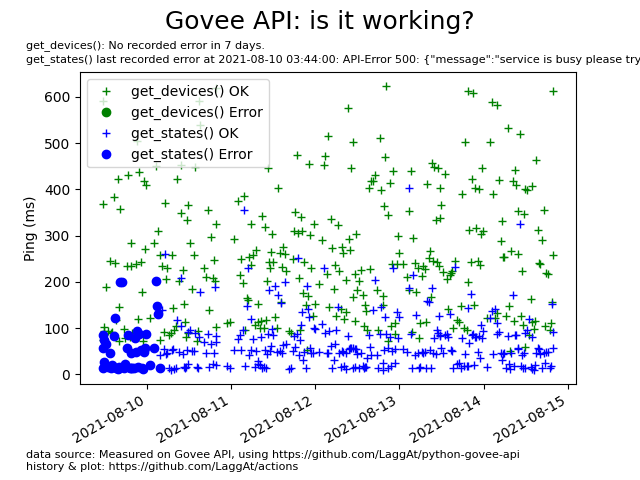 Govee API: is it working?
get_devices(): No recorded error in 7 days.
get_states() last recorded error at 2021-08-10 03:44:00: API-Error 500: {"message":"service is busy please try
get_devices() OK
get_devices() Error
get_states() OK
get_states() Error
600
500
400
300
200
100
0
Ping (ms)
2021-08-10
2021-08-11
2021-08-12
2021-08-13
2021-08-14
2021-08-15
data source: Measured on Govee API, using https://github.com/LaggAt/python-govee-api
history & plot: https://github.com/LaggAt/actions